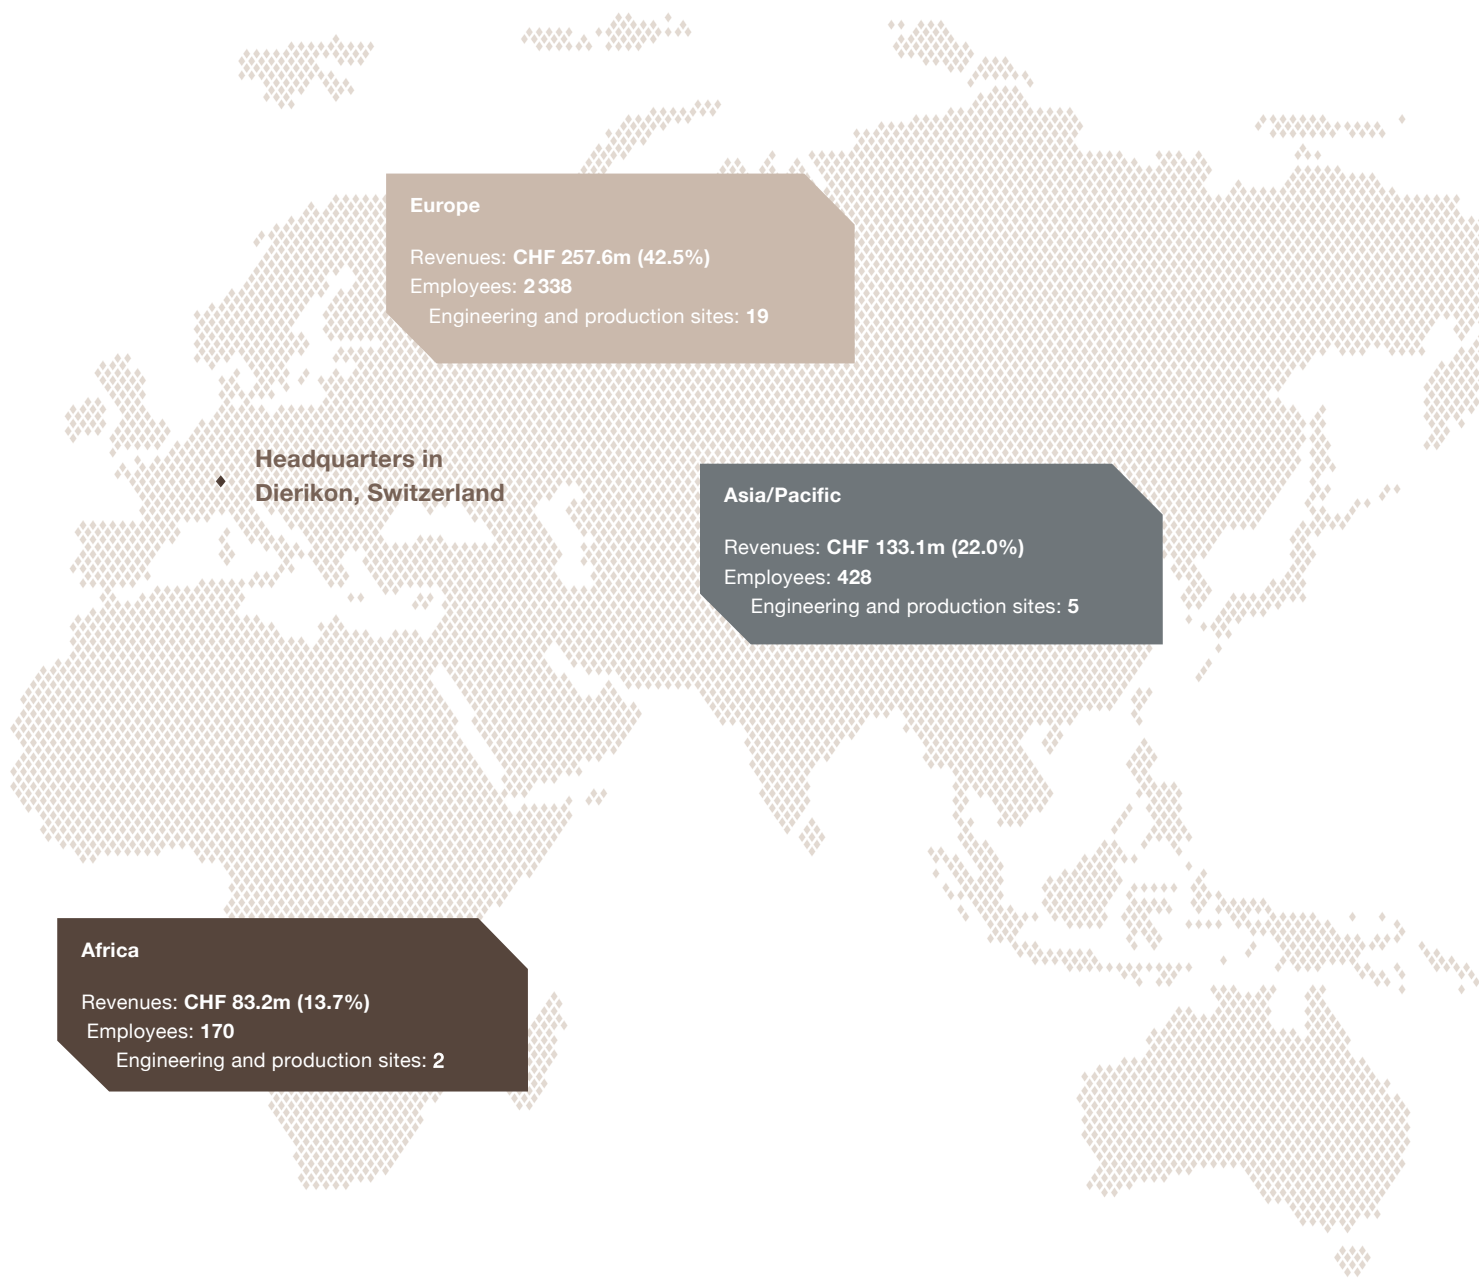 Europe
Revenues: CHF 257.6m (42.5%)
Employees: 2 338
Engineering and production sites: 19
Headquarters in
Dierikon, Switzerland
Asia/Pacific
Revenues: CHF 133.1m (22.0%)
Employees: 428
Engineering and production sites: 5
Africa
Revenues: CHF 83.2m (13.7%)
Employees: 170
Engineering and production sites: 2